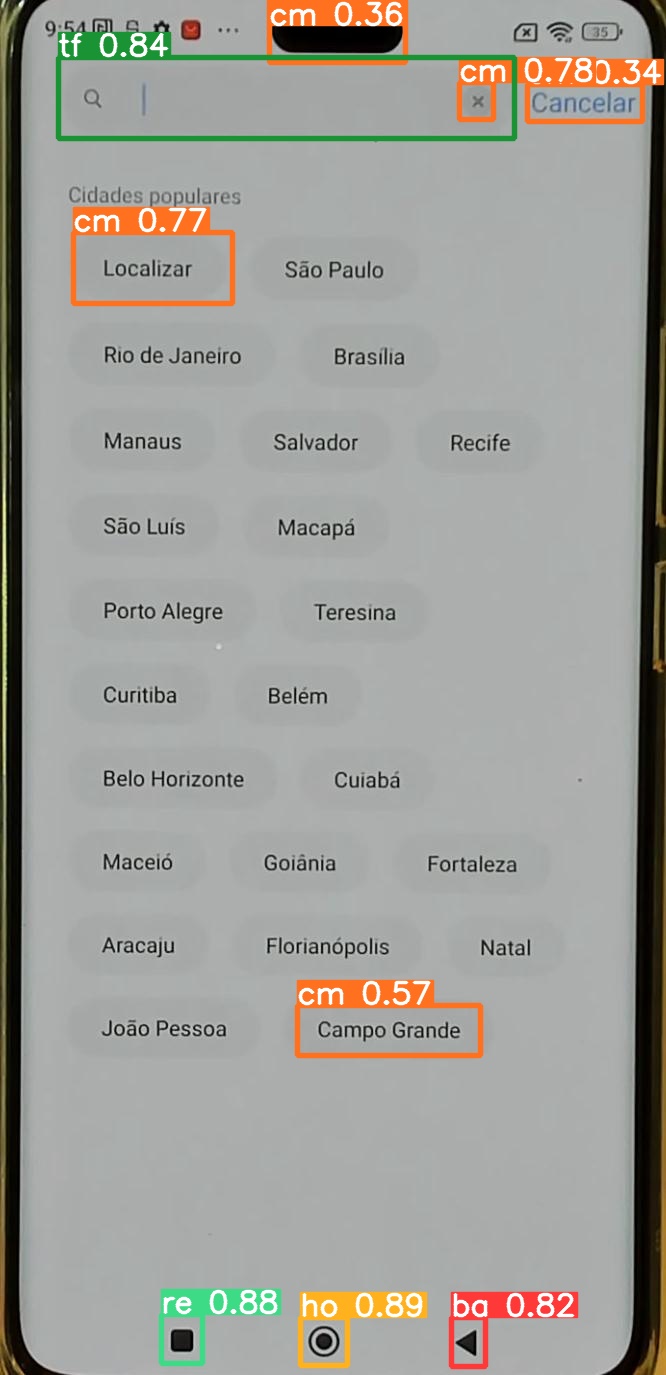 9:54
35
cm 0.36
tf 0.84
cm 0.78
0.34
Cancelar
Cidades populares
cm 0.77
Localizar São Paulo
Rio de Janeiro Brasília
Manaus Salvador Recife
São Luís Macapá
Porto Alegre Teresina
Curitiba Belém
Belo Horizonte Cuiabá
Maceió Goiânia Fortaleza
Aracaju Florianópolis Natal
cm 0.57
João Pessoa Campo Grande
re 0.88 ho 0.89 ba 0.82